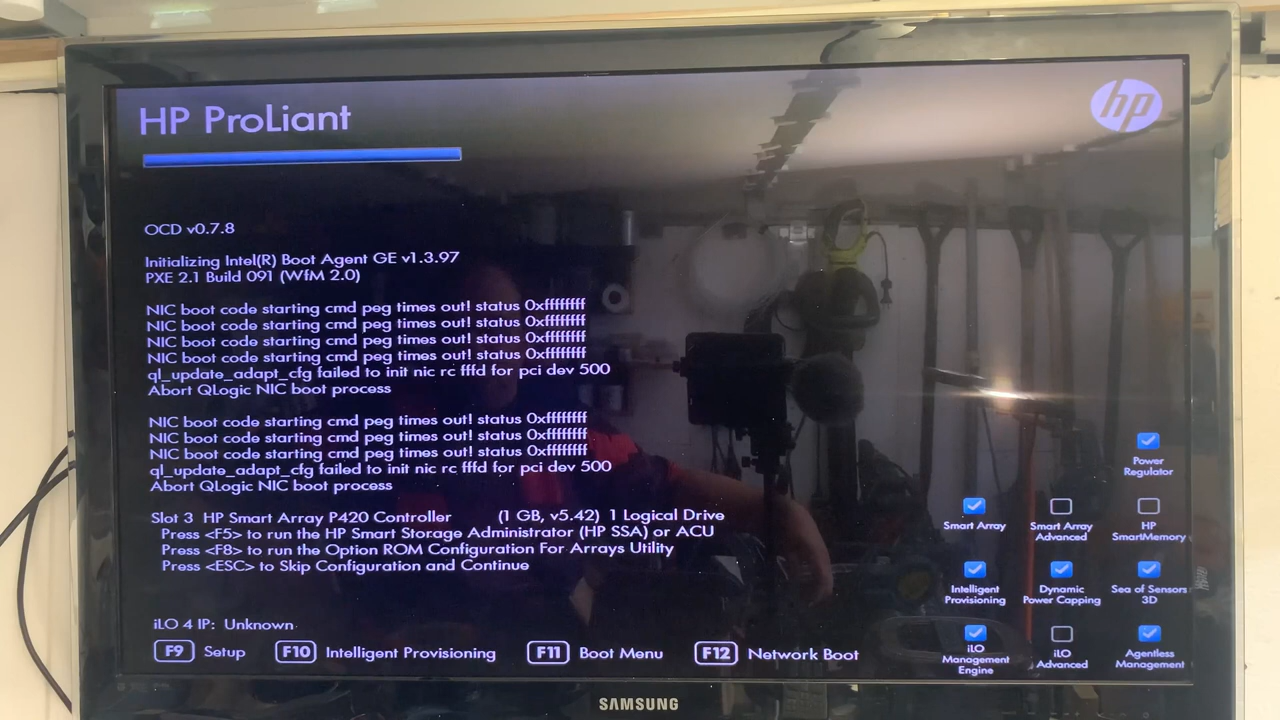 HP ProLiant
hp
OCD v0.7.8
Initializing Intel(R) Boot Agent GE v1.3.97
PXE 2.1 Build 091 (WfM 2.0)
NIC boot code starting cmd peg times out! status 0xffffffff
NIC boot code starting cmd peg times out! status 0xffffffff
NIC boot code starting cmd peg times out! status 0xffffffff
NIC boot code starting cmd peg times out! status 0xffffffff
ql_update_adapt_cfg failed to init nic rc fffd for pci dev 500
Abort QLogic NIC boot process
NIC boot code starting cmd peg times out! status 0xffffffff
NIC boot code starting cmd peg times out! status 0xffffffff
NIC boot code starting cmd peg times out! status 0xffffffff
ql_update_adapt_cfg failed to init nic rc fffd for pci dev 500
Abort QLogic NIC boot process
Slot 3 HP Smart Array P420 Controller (1 GB, v5.42) 1 Logical Drive
Press <F5> to run the HP Smart Storage Administrator (HP SSA) or ACU
Press <F8> to run the Option ROM Configuration For Arrays Utility
Press <ESC> to Skip Configuration and Continue
Power
Regulator
Smart Array
Smart Array
Advanced
HP
SmartMemory
Intelligent
Provisioning
Dynamic
Power Capping
Sea of Sensors
3D
iLO
Management
Engine
iLO
Advanced
Agentless
Management
iLO 4 IP: Unknown
F9 Setup F10 Intelligent Provisioning F11 Boot Menu F12 Network Boot
SAMSUNG